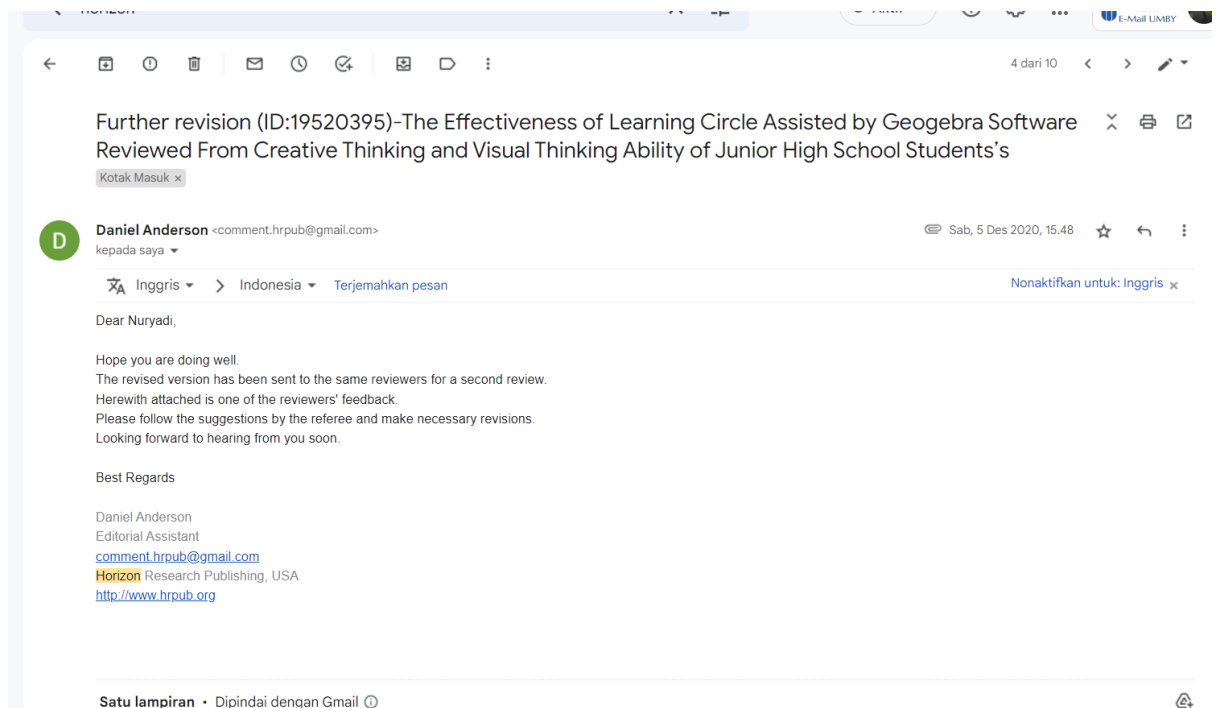 E-Mail UMBY
4 dari 10
Further revision (ID:19520395)-The Effectiveness of Learning Circle Assisted by Geogebra Software
Reviewed From Creative Thinking and Visual Thinking Ability of Junior High School Students's
Kotak Masuk ×
D
Daniel Anderson <comment.hrpub@gmail.com>
Sab, 5 Des 2020, 15.48
kepada saya
Inggris > Indonesia Terjemahkan pesan
Nonaktifkan untuk: Inggris ×
Dear Nuryadi,
Hope you are doing well.
The revised version has been sent to the same reviewers for a second review.
Herewith attached is one of the reviewers' feedback.
Please follow the suggestions by the referee and make necessary revisions.
Looking forward to hearing from you soon.
Best Regards
Daniel Anderson
Editorial Assistant
comment.hrpub@gmail.com
Horizon Research Publishing, USA
http://www.hrpub.org
Satu lampiran • Dipindai dengan Gmail